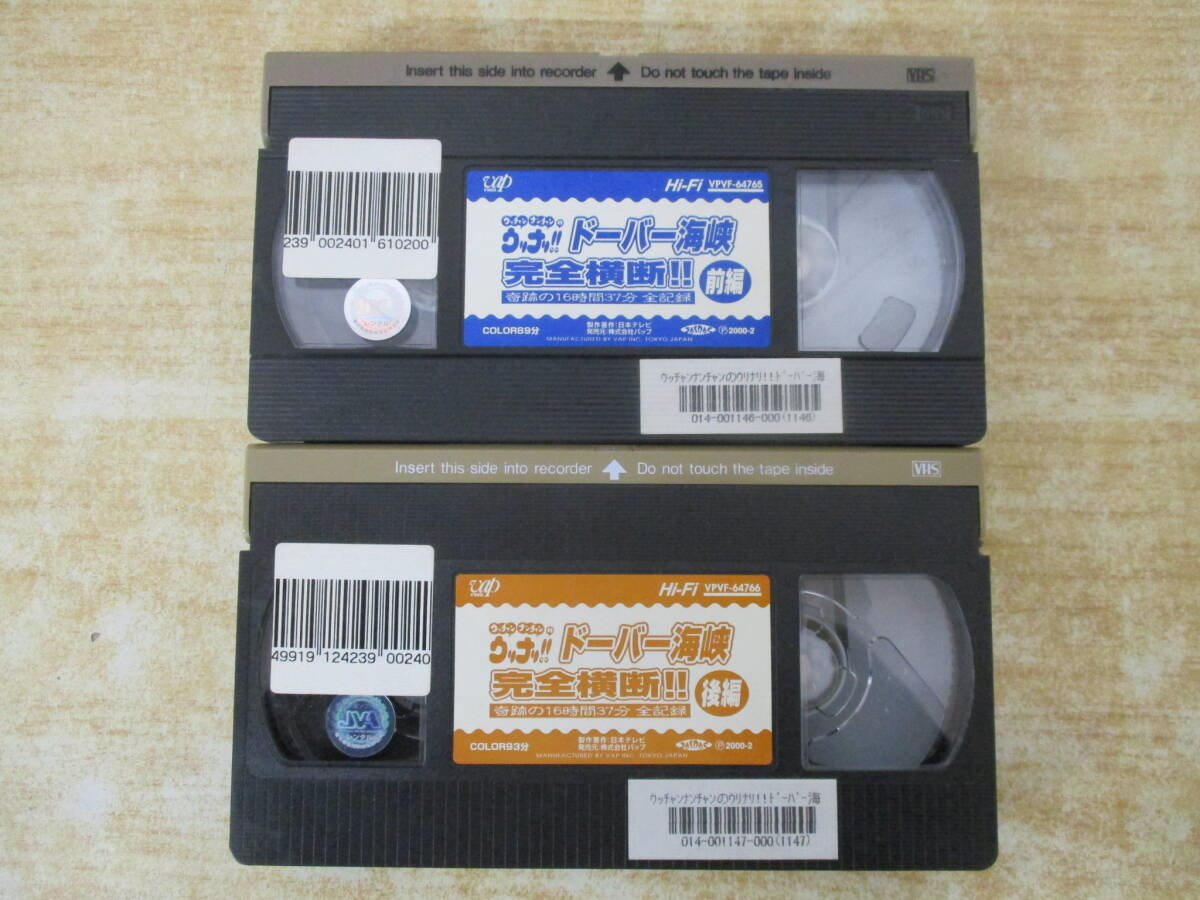 Insert this side into recorder Do not touch the tape inside VHS
239 002401 610200
レンタル
vap
Hi-Fi VPVF-64765
ウッチャンナンチャンの
ウリナリ!! ドーバー海峡
完全横断!! 前編
奇跡の16時間37分 全記録
COLOR89分
製作著作:日本テレビ
発売元:株式会社バップ
Ⓟ2000-2
MANUFACTURED BY VAP INC. TOKYO.JAPAN
ウッチャンナンチャンのウリナリ!!ドーバー海
014-001146-000(1146)
Insert this side into recorder Do not touch the tape inside VHS
49919 124239 00240
JVA
レンタル
vap
Hi-Fi VPVF-64766
ウッチャンナンチャンの
ウリナリ!! ドーバー海峡
完全横断!! 後編
奇跡の16時間37分 全記録
COLOR93分
製作著作:日本テレビ
発売元:株式会社バップ
Ⓟ2000-2
MANUFACTURED BY VAP INC. TOKYO.JAPAN
ウッチャンナンチャンのウリナリ!!ドーバー海
014-001147-000(1147)